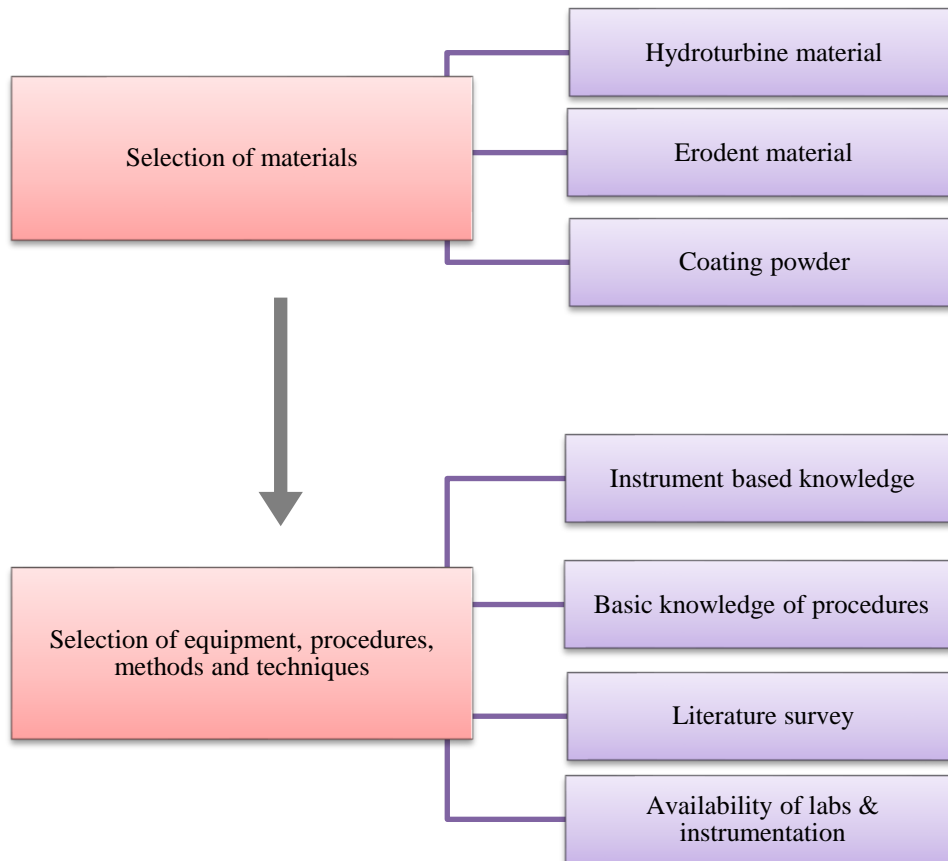 Hydroturbine material
Selection of materials
Erodent material
Coating powder
Instrument based knowledge
Basic knowledge of procedures
Selection of equipment, procedures,
methods and techniques
Literature survey
Availability of labs &
instrumentation